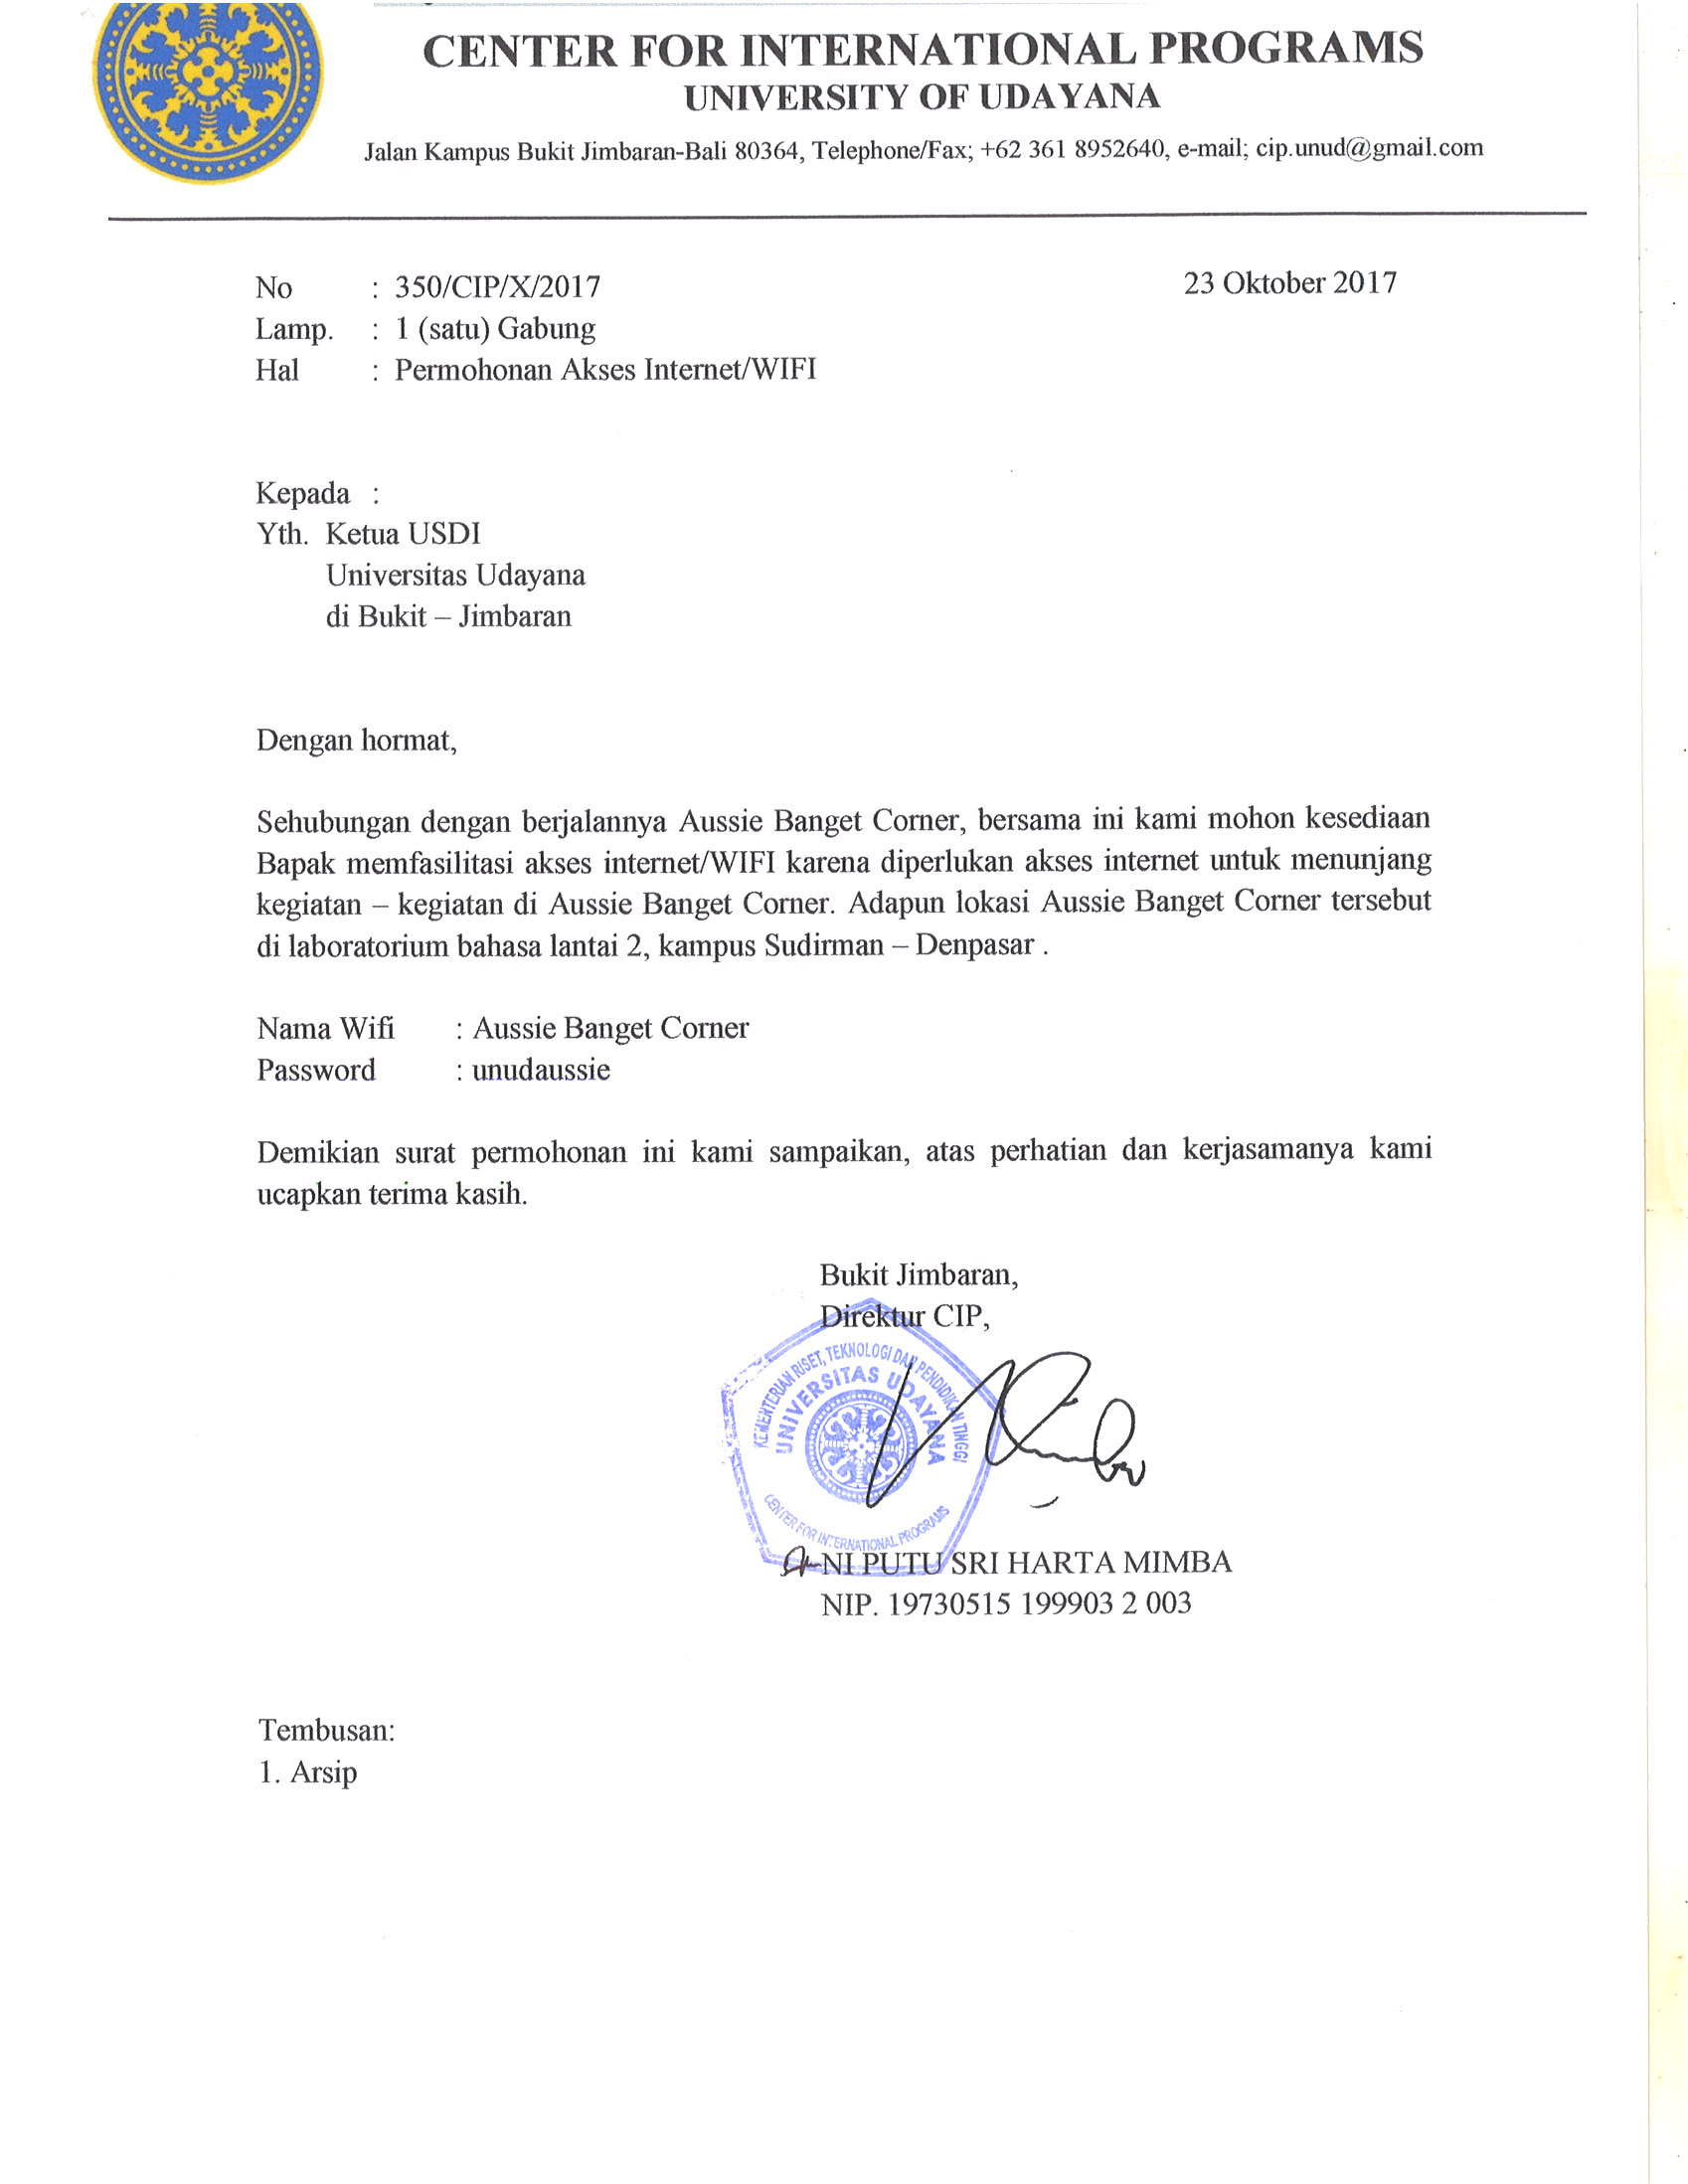 CENTER FOR INTERNATIONAL PROGRAMS
UNIVERSITY OF UDAYANA
Jalan Kampus Bukit Jimbaran-Bali 80364, Telephone/Fax; +62 361 8952640, e-mail; cip.unud@gmail.com
No : 350/CIP/X/2017 23 Oktober 2017
Lamp. : 1 (satu) Gabung
Hal : Permohonan Akses Internet/WIFI
Kepada :
Yth. Ketua USDI
Universitas Udayana
di Bukit – Jimbaran
Dengan hormat,
Sehubungan dengan berjalannya Aussie Banget Corner, bersama ini kami mohon kesediaan
Bapak memfasilitasi akses internet/WIFI karena diperlukan akses internet untuk menunjang
kegiatan – kegiatan di Aussie Banget Corner. Adapun lokasi Aussie Banget Corner tersebut
di laboratorium bahasa lantai 2, kampus Sudirman – Denpasar .
Nama Wifi : Aussie Banget Corner
Password : unudaussie
Demikian surat permohonan ini kami sampaikan, atas perhatian dan kerjasamanya kami
ucapkan terima kasih.
Bukit Jimbaran,
Direktur CIP,
KEMENTERIAN RISET, TEKNOLOGI DAN PENDIDIKAN TINGGI
UNIVERSITAS UDAYANA
CENTER FOR INTERNATIONAL PROGRAMS
NI PUTU SRI HARTA MIMBA
NIP. 19730515 199903 2 003
Tembusan:
1. Arsip